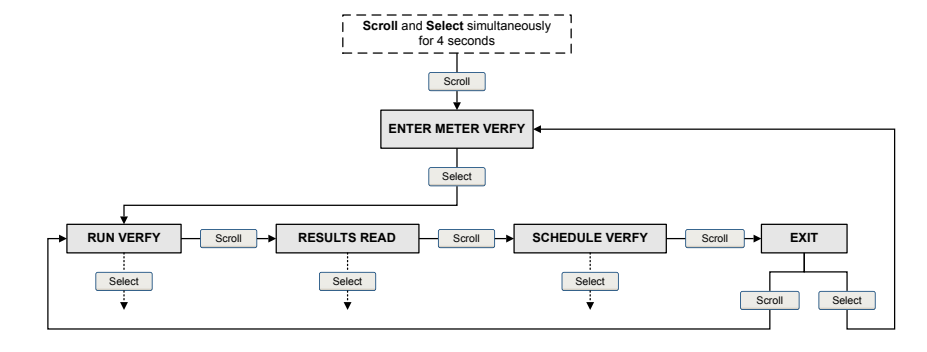 Scroll and Select simultaneously
for 4 seconds
Scroll
ENTER METER VERFY
Select
RUN VERFY
Scroll
RESULTS READ
Scroll
SCHEDULE VERFY
Scroll
EXIT
Select
Select
Select
Scroll
Select